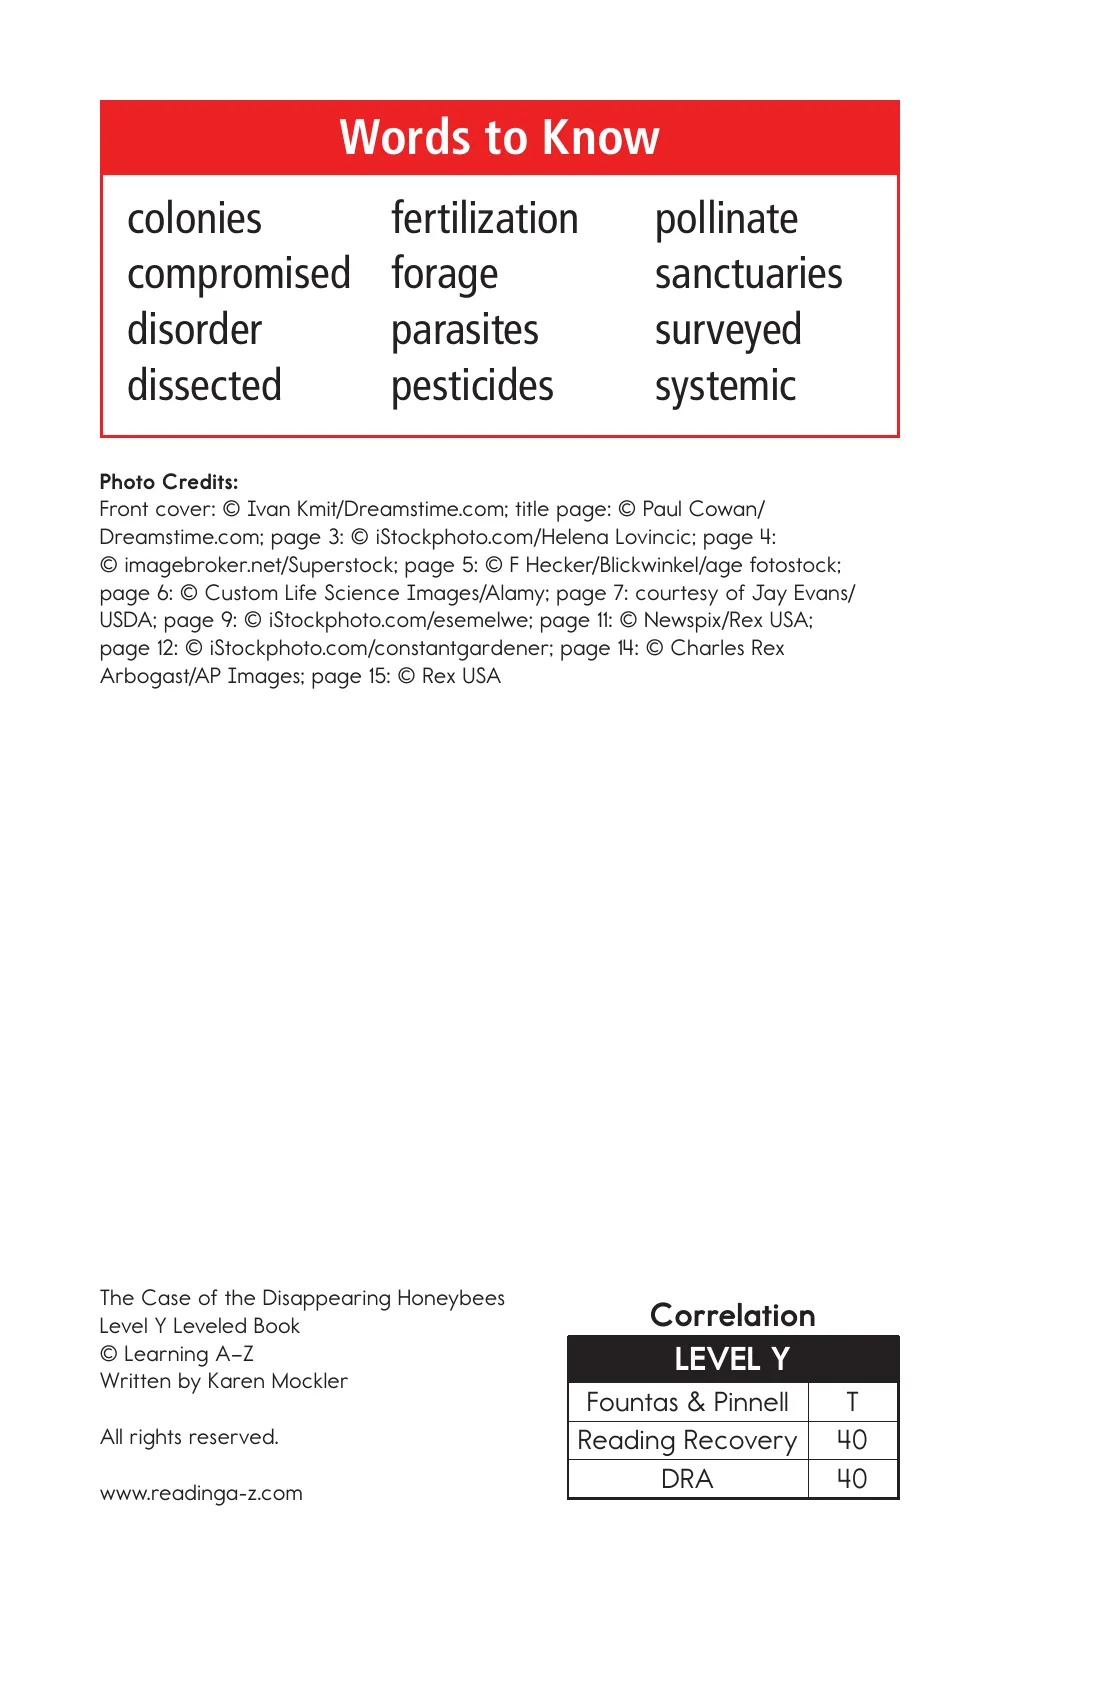 Words to Know
colonies
compromised
disorder
dissected
fertilization
forage
parasites
pesticides
pollinate
sanctuaries
surveyed
systemic
Photo Credits:
Front cover: © Ivan Kmit/Dreamstime.com; title page: © Paul Cowan/
Dreamstime.com; page 3: © iStockphoto.com/Helena Lovincic; page 4:
© imagebroker.net/Superstock; page 5: © F Hecker/Blickwinkel/age fotostock;
page 6: © Custom Life Science Images/Alamy; page 7: courtesy of Jay Evans/
USDA; page 9: © iStockphoto.com/esemelwe; page 11: © Newspix/Rex USA;
page 12: © iStockphoto.com/constantgardener; page 14: © Charles Rex
Arbogast/AP Images; page 15: © Rex USA
The Case of the Disappearing Honeybees
Level Y Leveled Book
© Learning A–Z
Written by Karen Mockler
All rights reserved.
www.readinga-z.com
Correlation
LEVEL Y
Fountas & Pinnell T
Reading Recovery 40
DRA 40